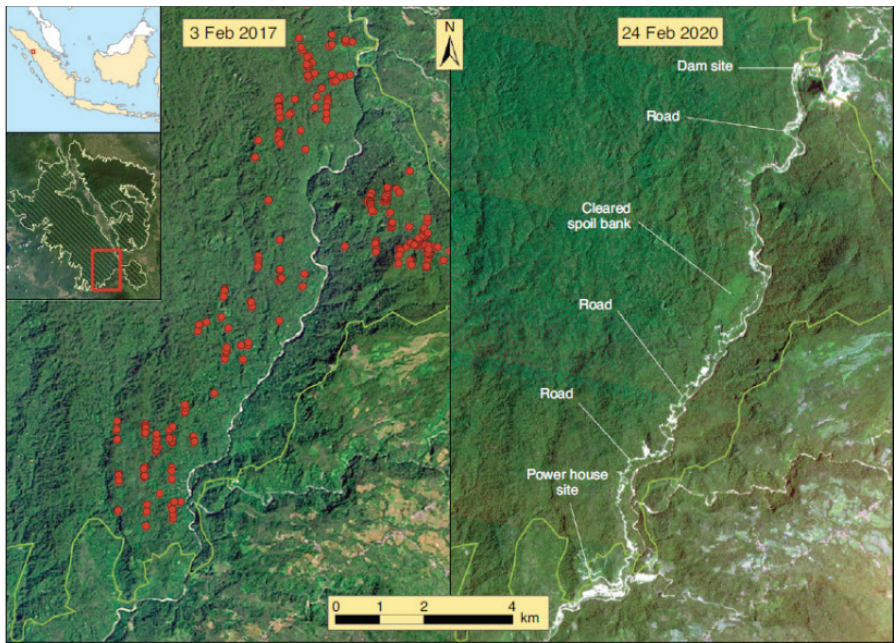 3 Feb 2017
N
24 Feb 2020
Dam site
Road
Cleared
spoil bank
Road
Road
Power house
site
0 1 2 4
km